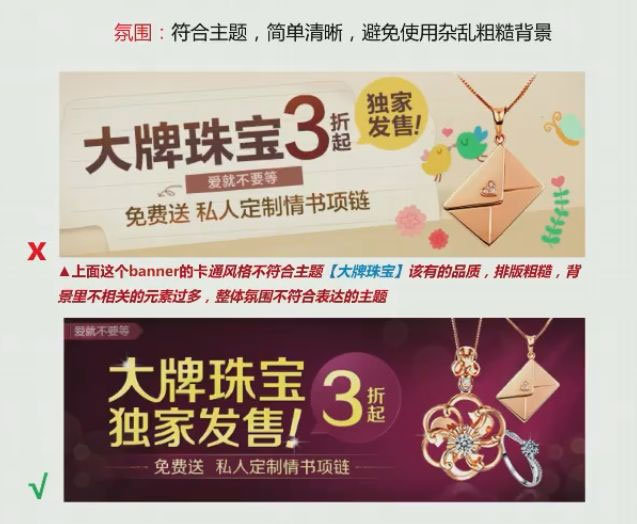 氛围：符合主题，简单清晰，避免使用杂乱粗糙背景
大牌珠宝3折起
独家发售!
爱就不要等
免费送 私人定制情书项链
X
▲上面这个banner的卡通风格不符合主题【大牌珠宝】该有的品质，排版粗糙，背
景里不相关的元素过多，整体氛围不符合表达的主题
爱就不要等
大牌珠宝
独家发售!
3折起
免费送 私人定制情书项链
√